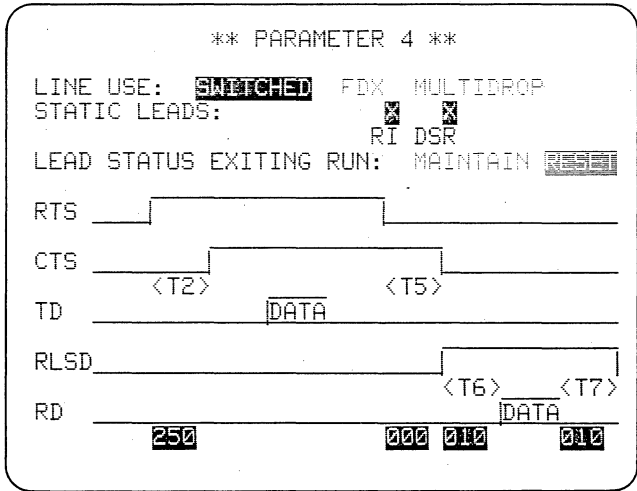 ** PARAMETER 4 **
LINE USE: SWITCHED FDX MULTIDROP
STATIC LEADS: X X
RI DSR
LEAD STATUS EXITING RUN: MAINTAIN RESET
RTS
CTS
<T2> <T5>
TD DATA
RLSD
<T6> <T7>
RD DATA
250 000 010 010